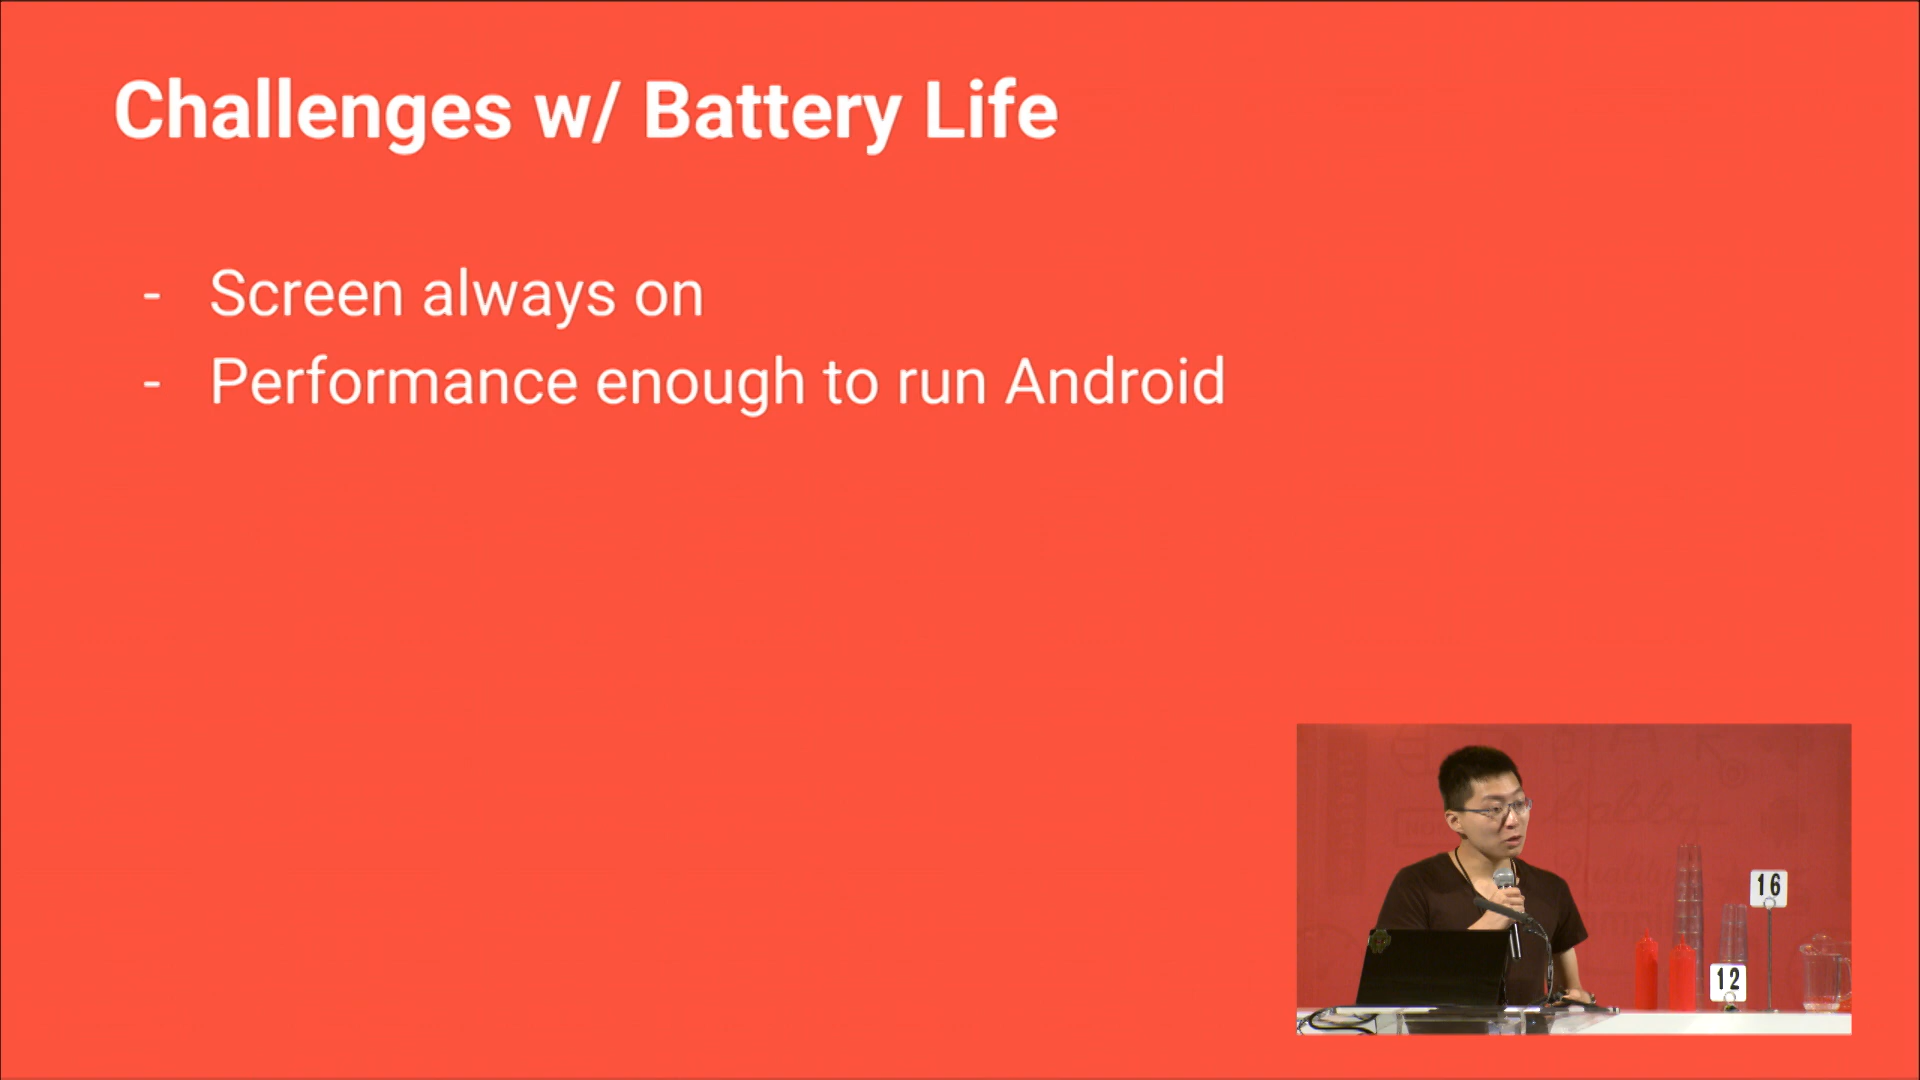 Challenges w/ Battery Life
- Screen always on
- Performance enough to run Android
16
12